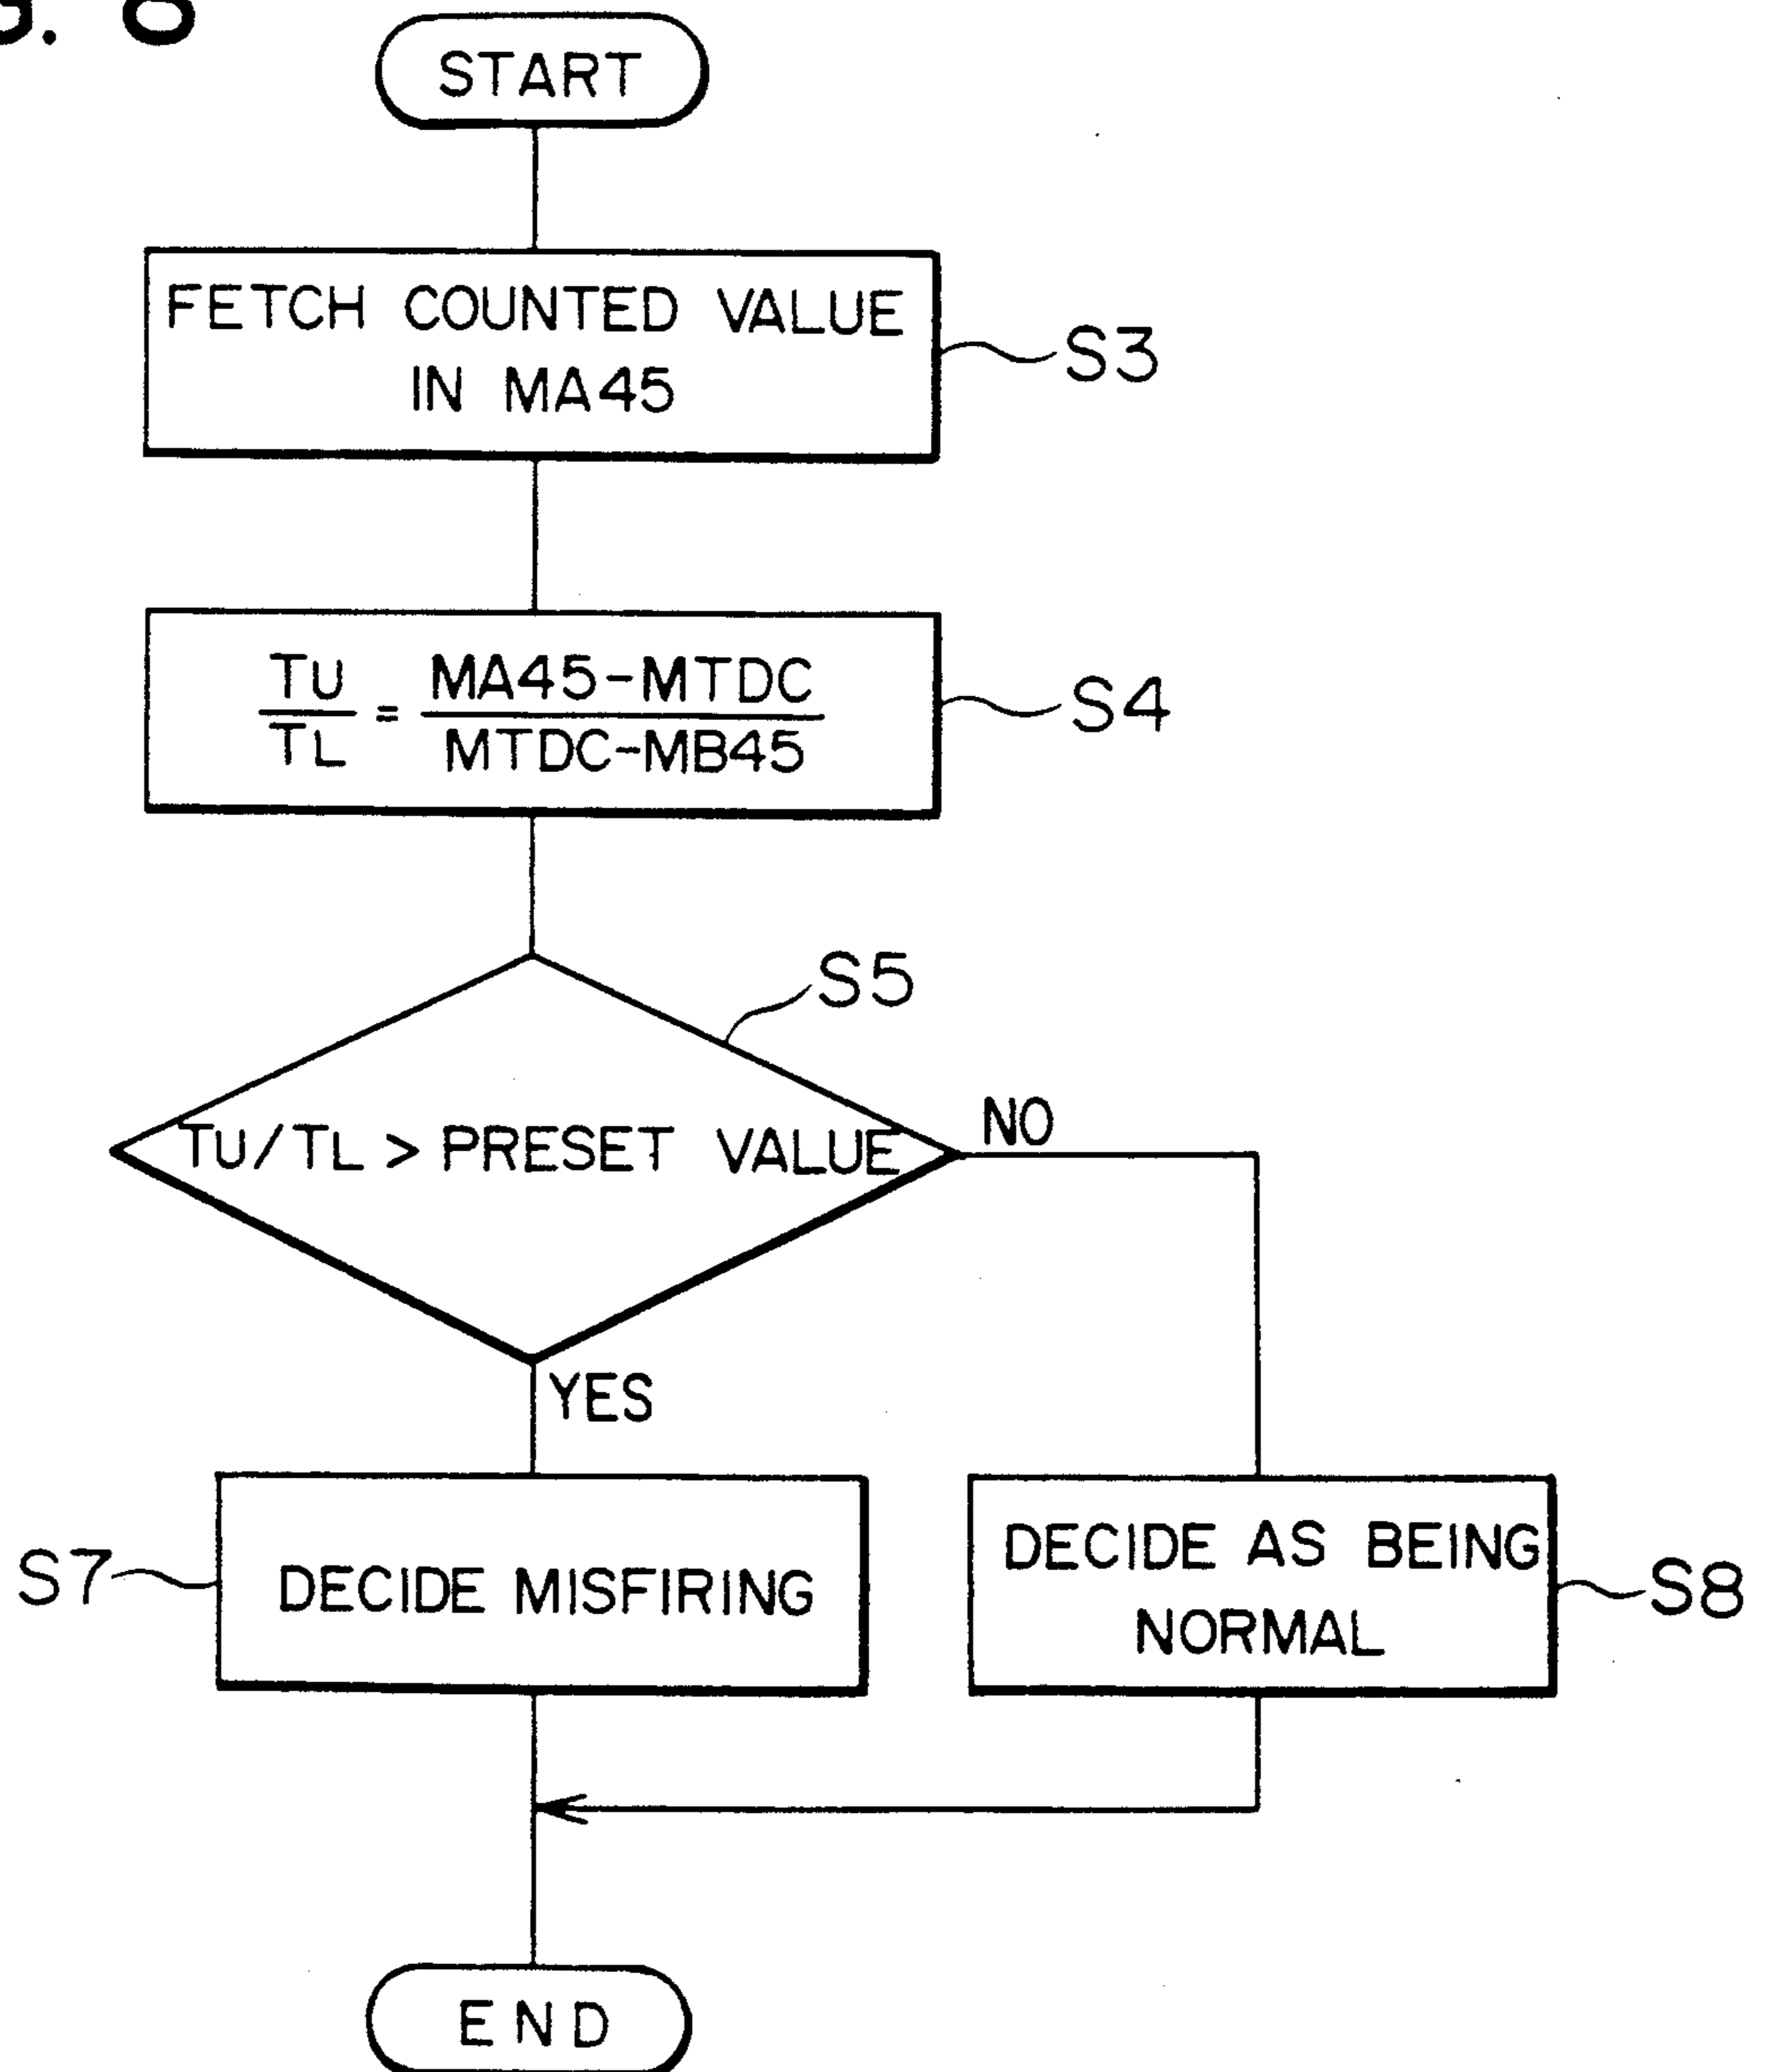 G. 8
START
FETCH COUNTED VALUE
IN MA45
S3
TU/TL = MA45-MTDC/MTDC-MB45
S4
S5
TU/TL > PRESET VALUE
NO
YES
S7
DECIDE MISFIRING
DECIDE AS BEING
NORMAL
S8
END